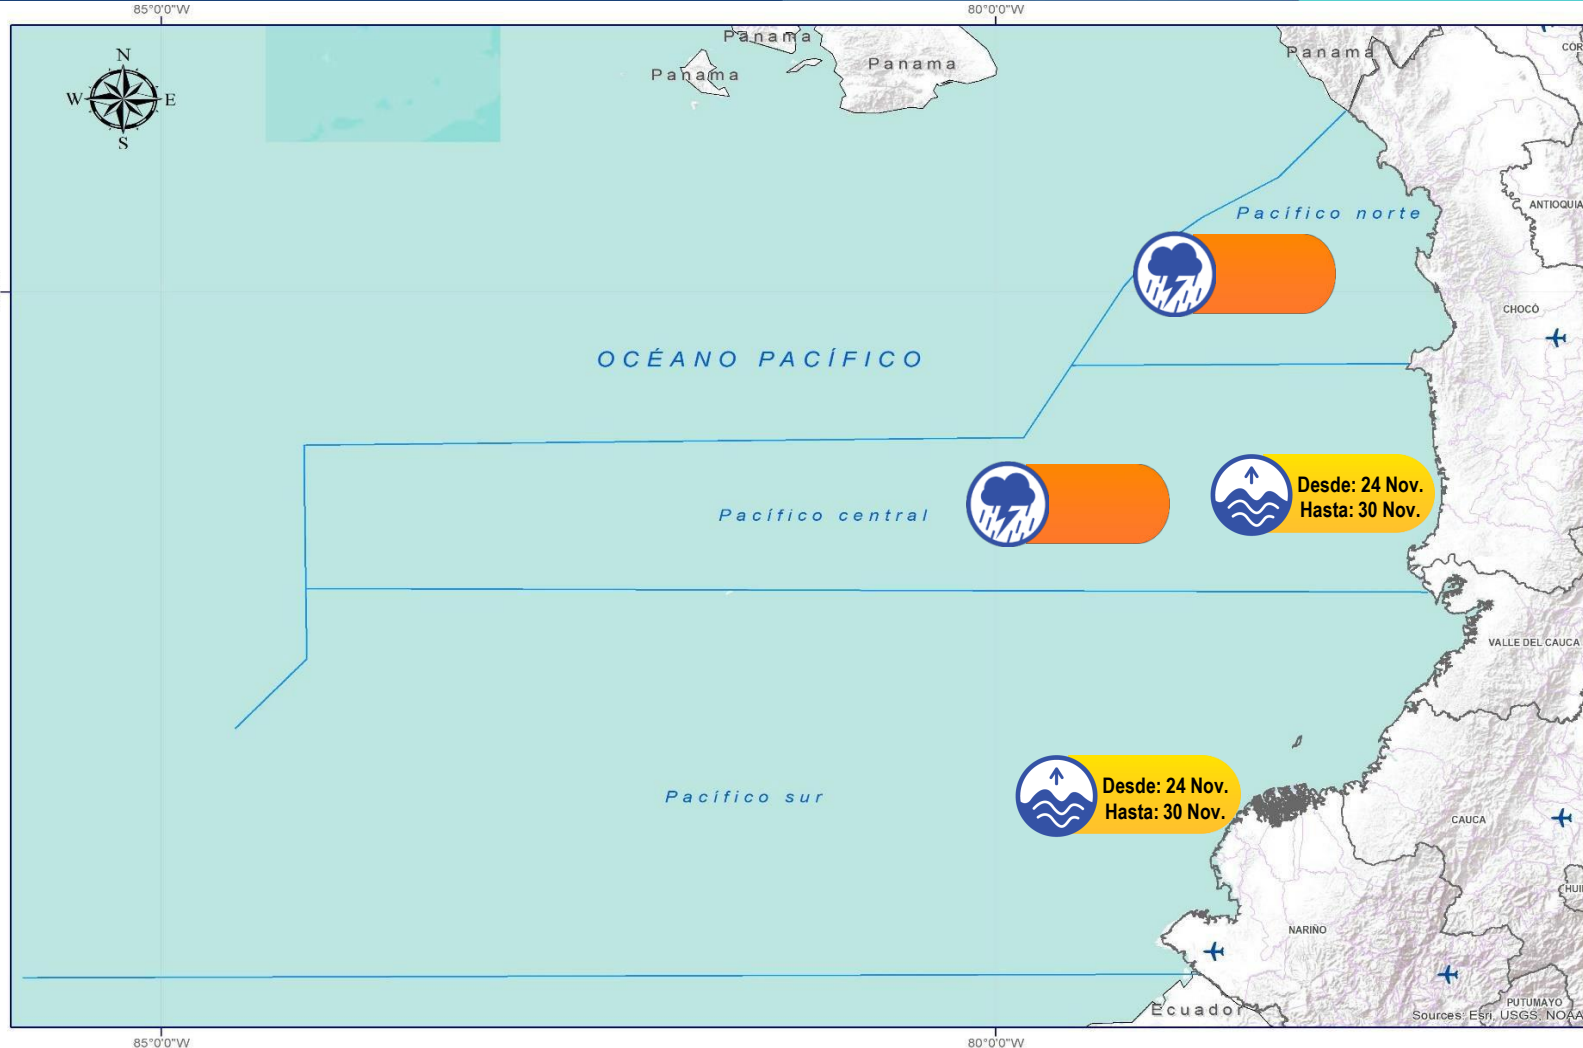 85°0'0"W
80°0'0"W
N
W
E
S
Panama
Panama
Panama
Panama
ANTIOQUIA
Pacífico norte
CHOCÓ
OCÉANO PACÍFICO
Desde: 24 Nov.
Hasta: 30 Nov.
Pacífico central
VALLE DEL CAUCA
Desde: 24 Nov.
Hasta: 30 Nov.
Pacífico sur
CAUCA
NARIÑO
PUTUMAYO
Ecuador
Sources: Esri, USGS, NOAA
85°0'0"W
80°0'0"W